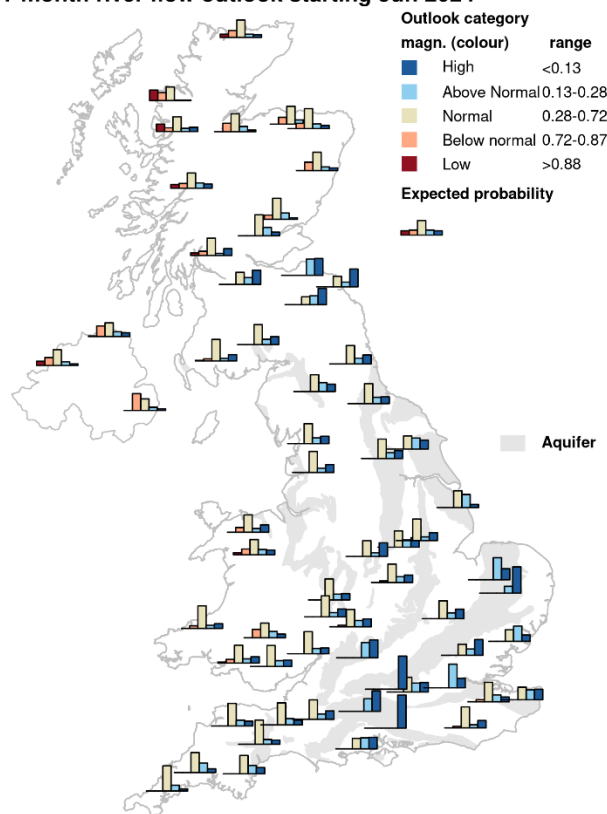 Outlook category
magn. (colour) range
High <0.13
Above Normal 0.13-0.28
Normal 0.28-0.72
Below normal 0.72-0.87
Low >0.88
Expected probability
Aquifer